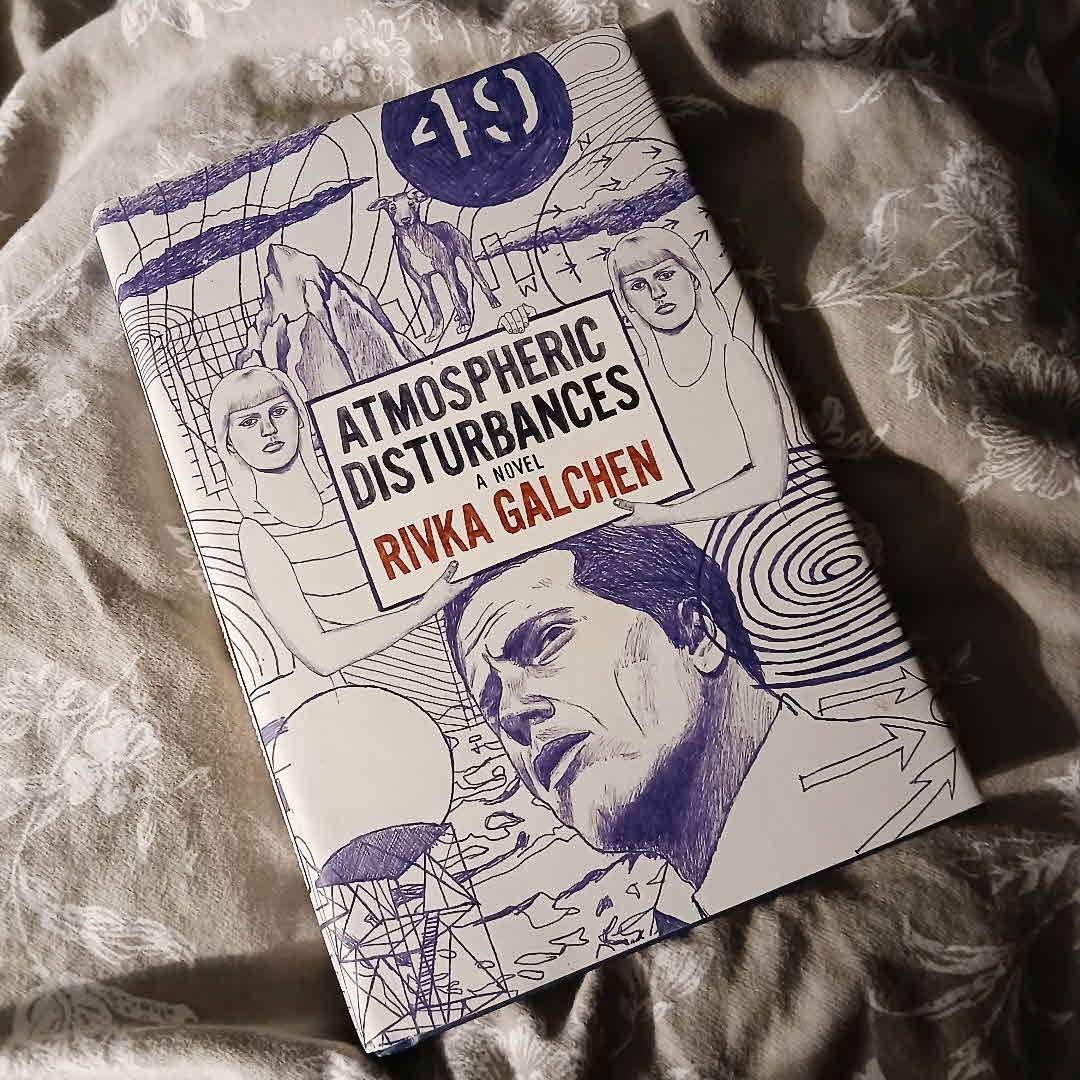 49
N
W
ATMOSPHERIC
DISTURBANCES
A NOVEL
RIVKA GALCHEN